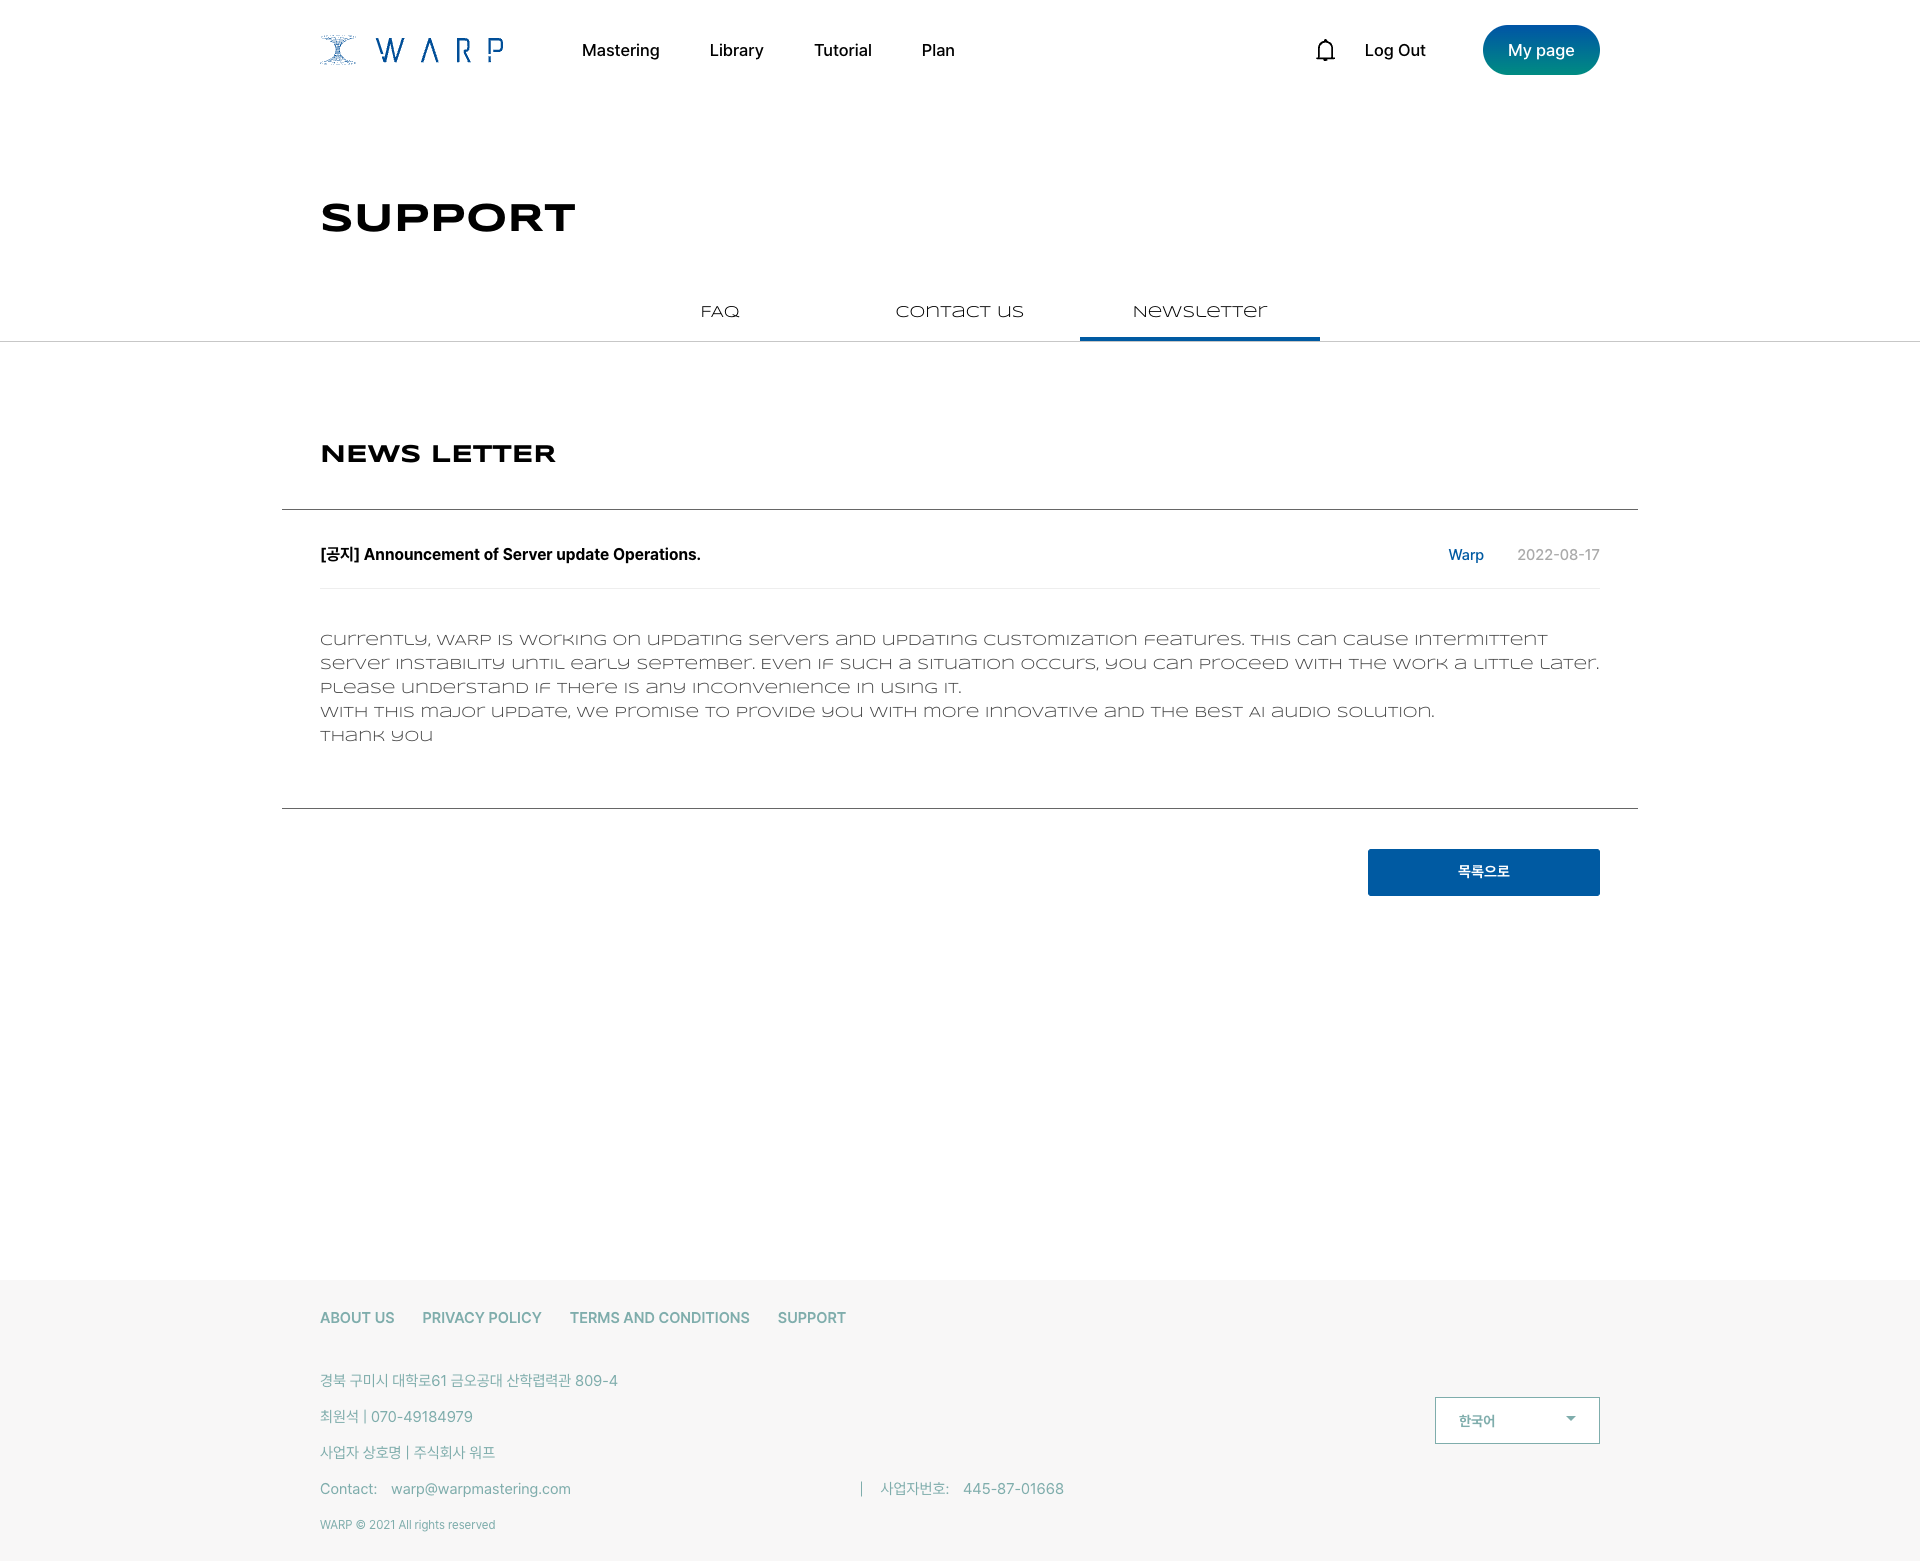 WARP
Mastering
Library
Tutorial
Plan
Log Out
My page
SUPPORT
FAQ
Contact us
Newsletter
NEWS LETTER
[공지] Announcement of Server update Operations.
Warp
2022-08-17
Currently, WARP is working on updating servers and updating customization features. This can cause intermittent
server instability until early September. Even if such a situation occurs, you can proceed with the work a little later.
Please understand if there is any inconvenience in using it.
With this major update, we promise to provide you with more innovative and the best AI audio solution.
Thank you
목록으로
ABOUT US
PRIVACY POLICY
TERMS AND CONDITIONS
SUPPORT
경북 구미시 대학로61 금오공대 산학렵력관 809-4
최원석 | 070-49184979
사업자 상호명 | 주식회사 워프
한국어
Contact: warp@warpmastering.com | 사업자번호: 445-87-01668
WARP © 2021 All rights reserved